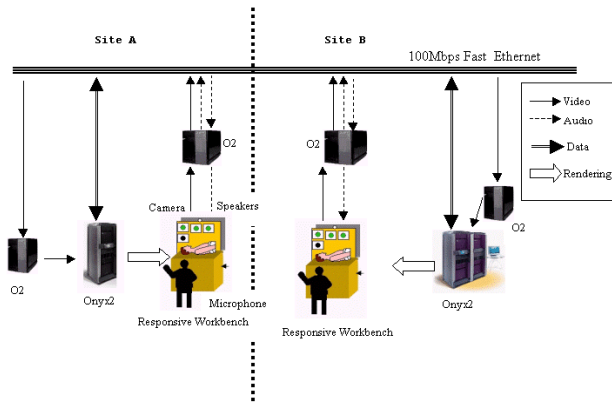 Site A
Site B
100Mbps Fast Ethernet
Video
Audio
Data
Rendering
O2
O2
Camera
Speakers
O2
O2
Onyx2
Microphone
Onyx2
Responsive Workbench
Responsive Workbench